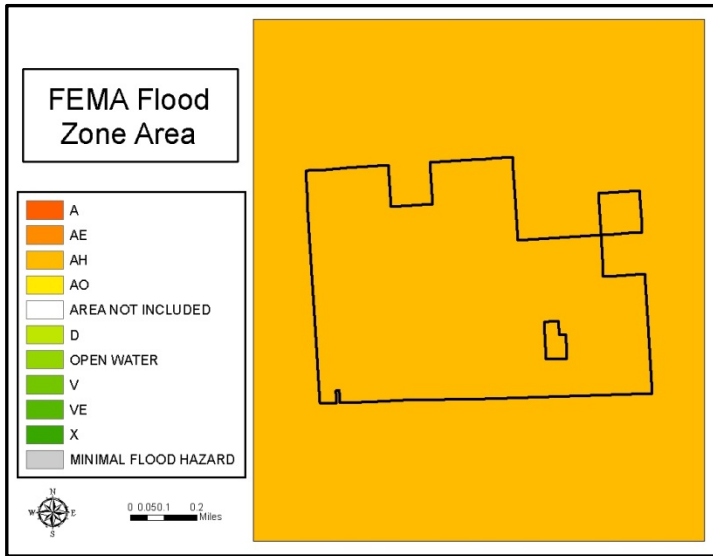 FEMA Flood
Zone Area
A
AE
AH
AO
AREA NOT INCLUDED
D
OPEN WATER
V
VE
X
MINIMAL FLOOD HAZARD
N
W E
S
0 0.050.1 0.2
Miles